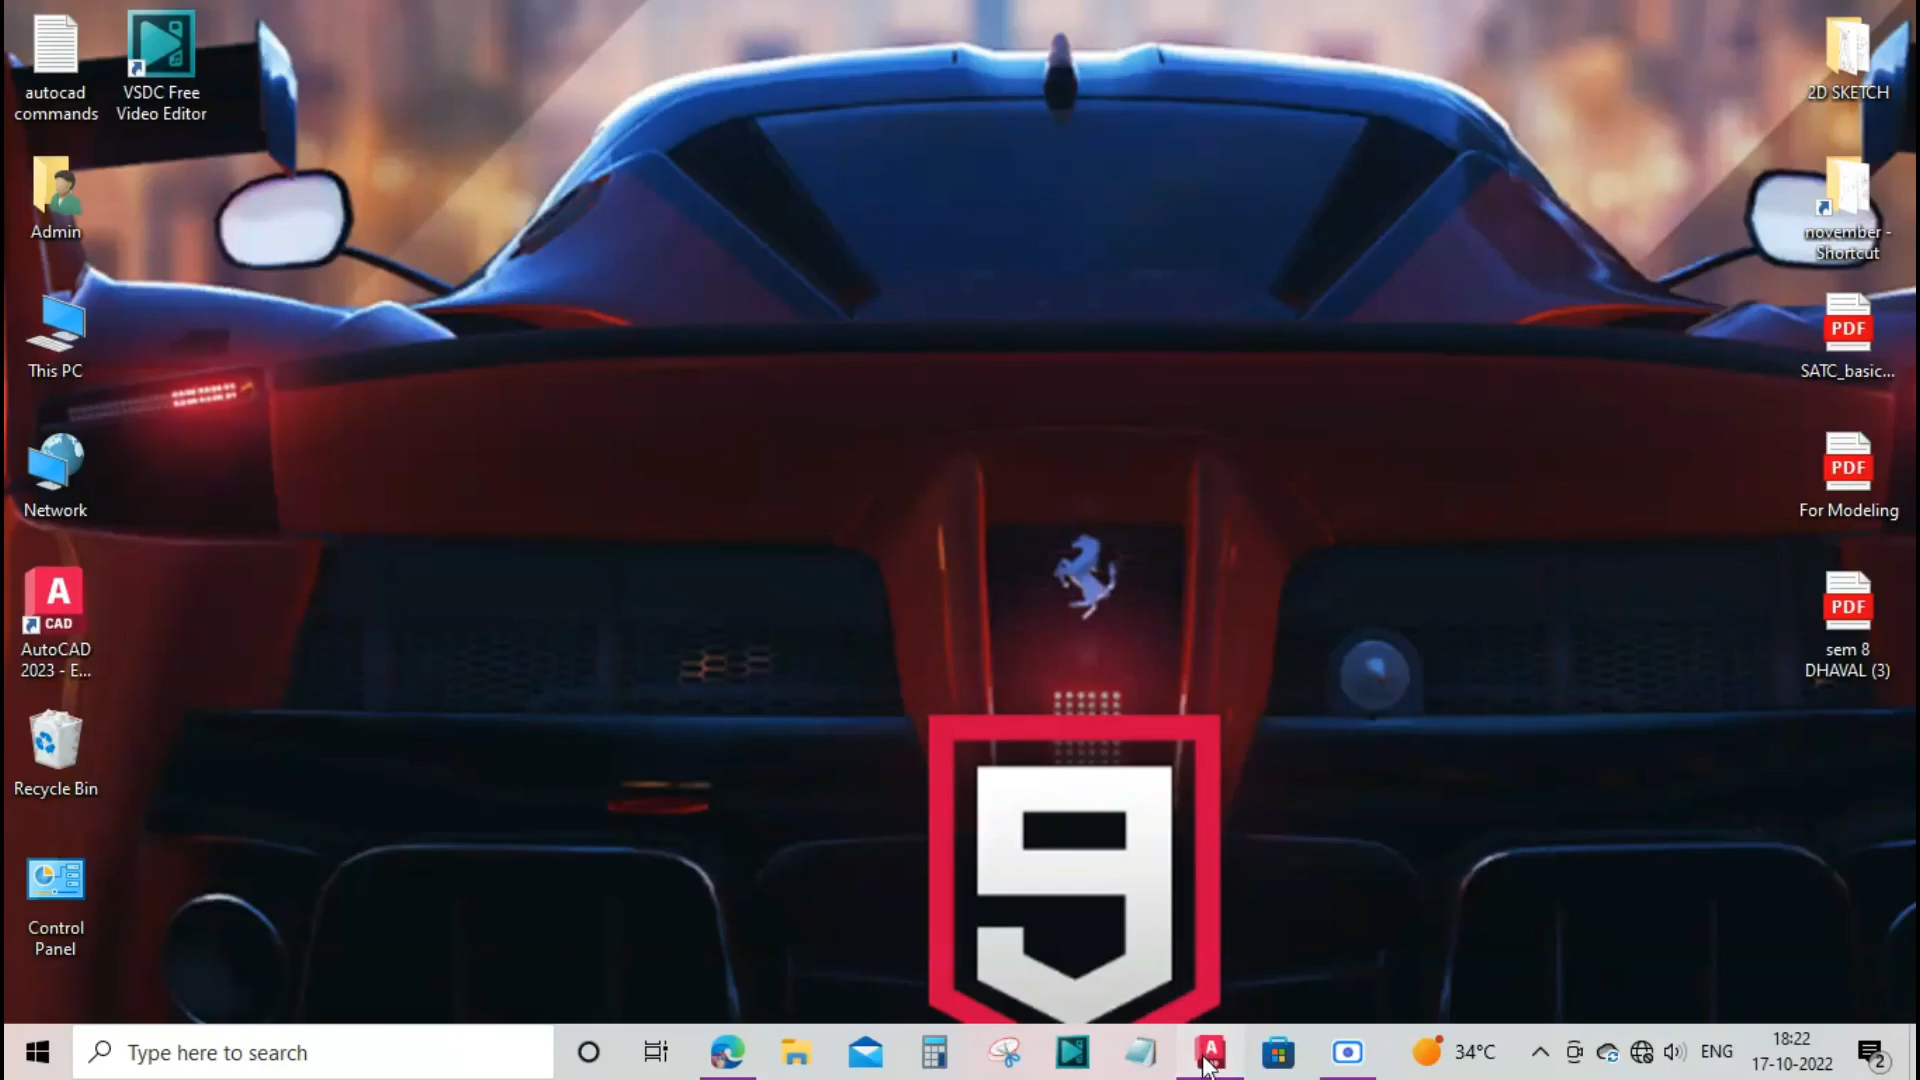 autocad
commands
VSDC Free
Video Editor
Admin
This PC
Network
A
CAD
AutoCAD
2023 - E...
Recycle Bin
Control
Panel
2D SKETCH
november -
Shortcut
PDF
SATC_basic...
PDF
For Modeling
PDF
sem 8
DHAVAL (3)
9
Type here to search
A
34°C
ENG
18:22
17-10-2022
2